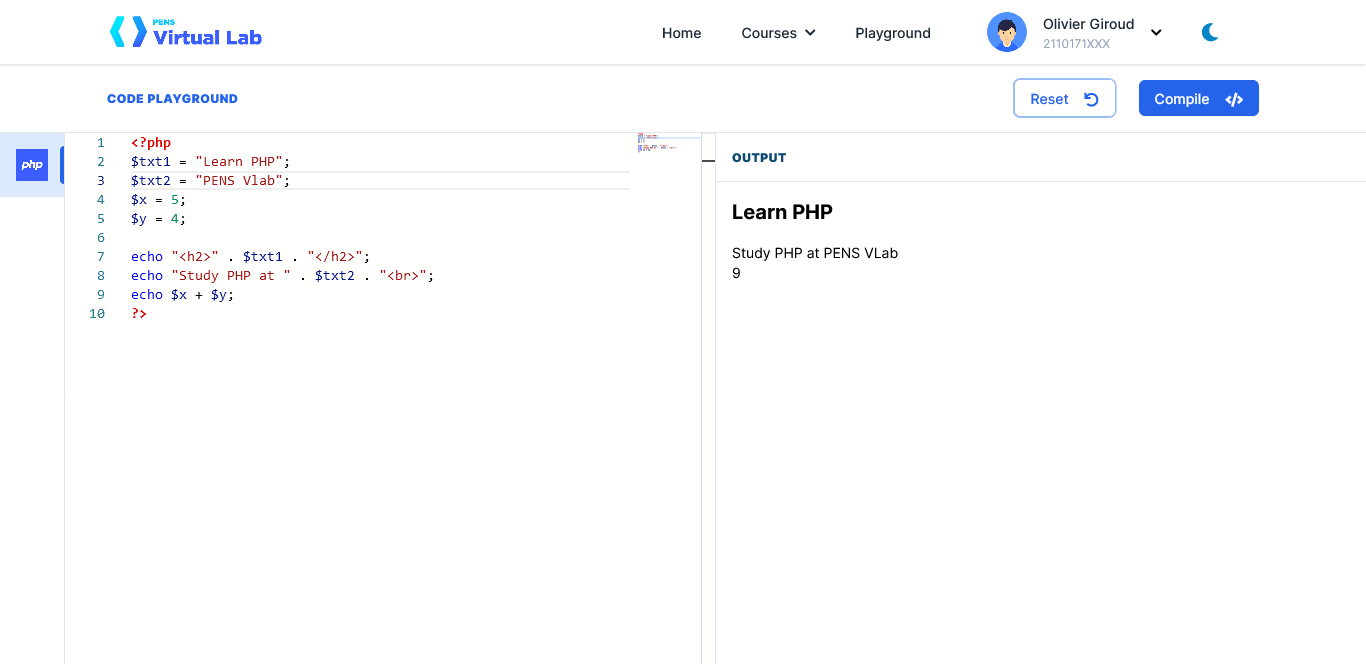 PENS
Virtual Lab
Home
Courses
Playground
Olivier Giroud
2110171XXX
CODE PLAYGROUND
Reset
Compile
php
1 <?php
2 $txt1 = "Learn PHP";
3 $txt2 = "PENS Vlab";
4 $x = 5;
5 $y = 4;
6
7 echo "<h2>" . $txt1 . "</h2>";
8 echo "Study PHP at " . $txt2 . "<br>";
9 echo $x + $y;
10 ?>
OUTPUT
Learn PHP
Study PHP at PENS VLab
9